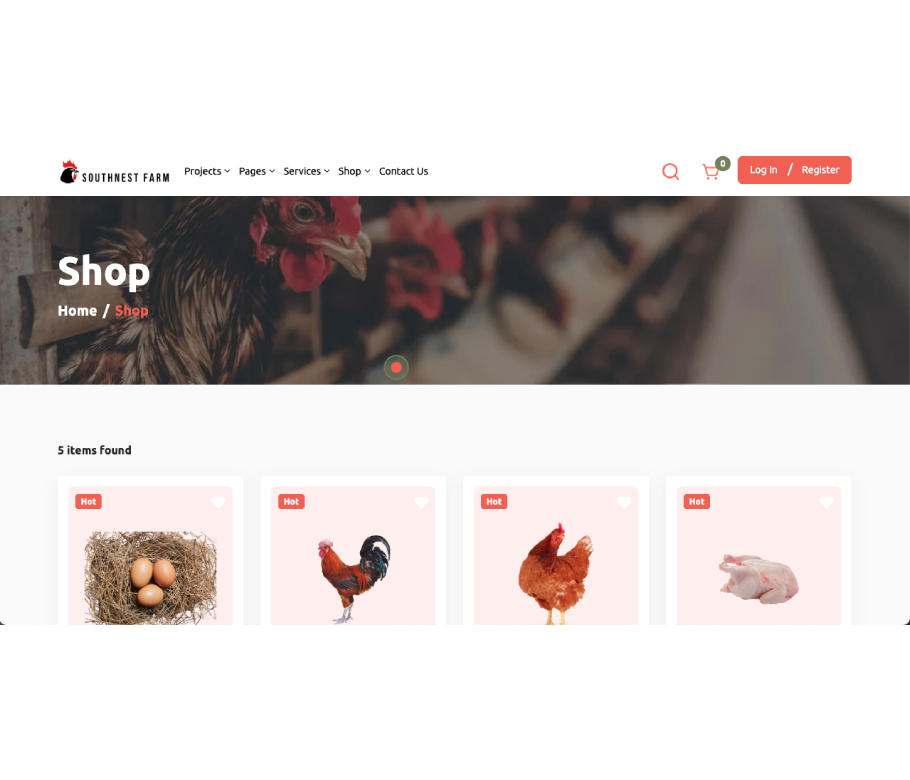 SOUTHNEST FARM Projects Pages Services Shop Contact Us 0 Log In / Register
Shop
Home / Shop
5 items found
Hot Hot Hot Hot